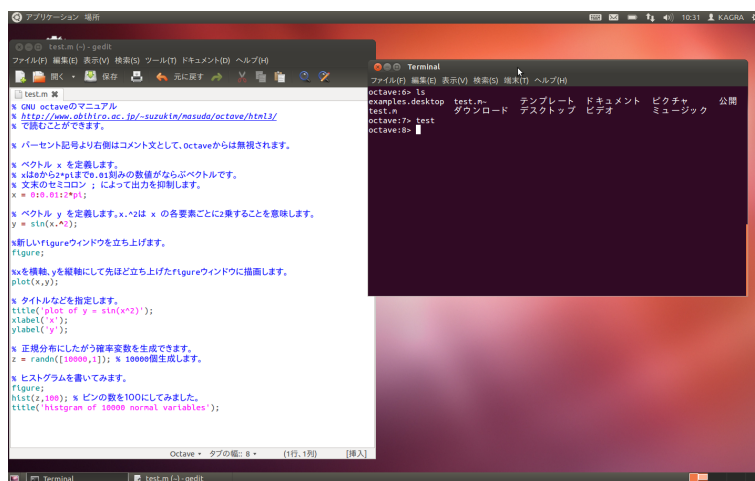 アプリケーション 場所
10:31 KAGRA
test.m (~) - gedit
ファイル(F) 編集(E) 表示(V) 検索(S) ツール(T) ドキュメント(D) ヘルプ(H)
開く 保存 元に戻す
test.m
% GNU octaveのマニュアル
% http://www.obihiro.ac.jp/~suzukim/masuda/octave/html3/
% で読むことができます。
% パーセント記号より右側はコメント文として、Octaveからは無視されます。
% ベクトル x を定義します。
% xは0から2*piまで0.01刻みの数値がならぶベクトルです。
% 文末のセミコロン ; によって出力を抑制します。
x = 0:0.01:2*pi;
% ベクトル y を定義します。x.^2は x の各要素ごとに2乗することを意味します。
y = sin(x.^2);
%新しいfigureウィンドウを立ち上げます。
figure;
%xを横軸、yを縦軸にして先ほど立ち上げたfigureウィンドウに描画します。
plot(x,y);
% タイトルなどを指定します。
title('plot of y = sin(x^2)');
xlabel('x');
ylabel('y');
% 正規分布にしたがう確率変数を生成できます。
z = randn([10000,1]); % 10000個生成します。
% ヒストグラムを書いてみます。
figure;
hist(z,100); % ビンの数を100にしてみました。
title('histgram of 10000 normal variables');
Octave タブの幅: 8 (1行、1列) [挿入]
Terminal
ファイル(F) 編集(E) 表示(V) 検索(S) 端末(T) ヘルプ(H)
octave:6> ls
examples.desktop test.m~ テンプレート ドキュメント ピクチャ 公開
test.m ダウンロード デスクトップ ビデオ ミュージック
octave:7> test
octave:8>
Terminal test.m (~) - gedit